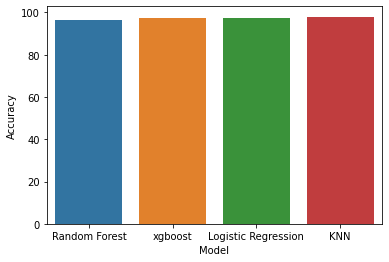 100
80
60
40
20
0
Accuracy
Random Forest
xgboost
Logistic Regression
KNN
Model